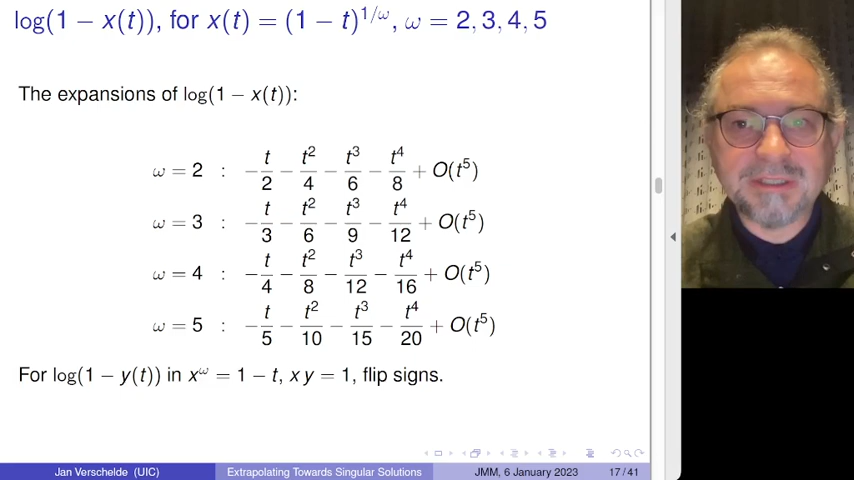 log(1 − x(t)), for x(t) = (1 − t)^{1/ω}, ω = 2, 3, 4, 5
The expansions of log(1 − x(t)):
ω = 2 : −t/2 − t²/4 − t³/6 − t⁴/8 + O(t⁵)
ω = 3 : −t/3 − t²/6 − t³/9 − t⁴/12 + O(t⁵)
ω = 4 : −t/4 − t²/8 − t³/12 − t⁴/16 + O(t⁵)
ω = 5 : −t/5 − t²/10 − t³/15 − t⁴/20 + O(t⁵)
For log(1 − y(t)) in x^ω = 1 − t, x y = 1, flip signs.
Jan Verschelde (UIC) Extrapolating Towards Singular Solutions JMM, 6 January 2023 17 / 41